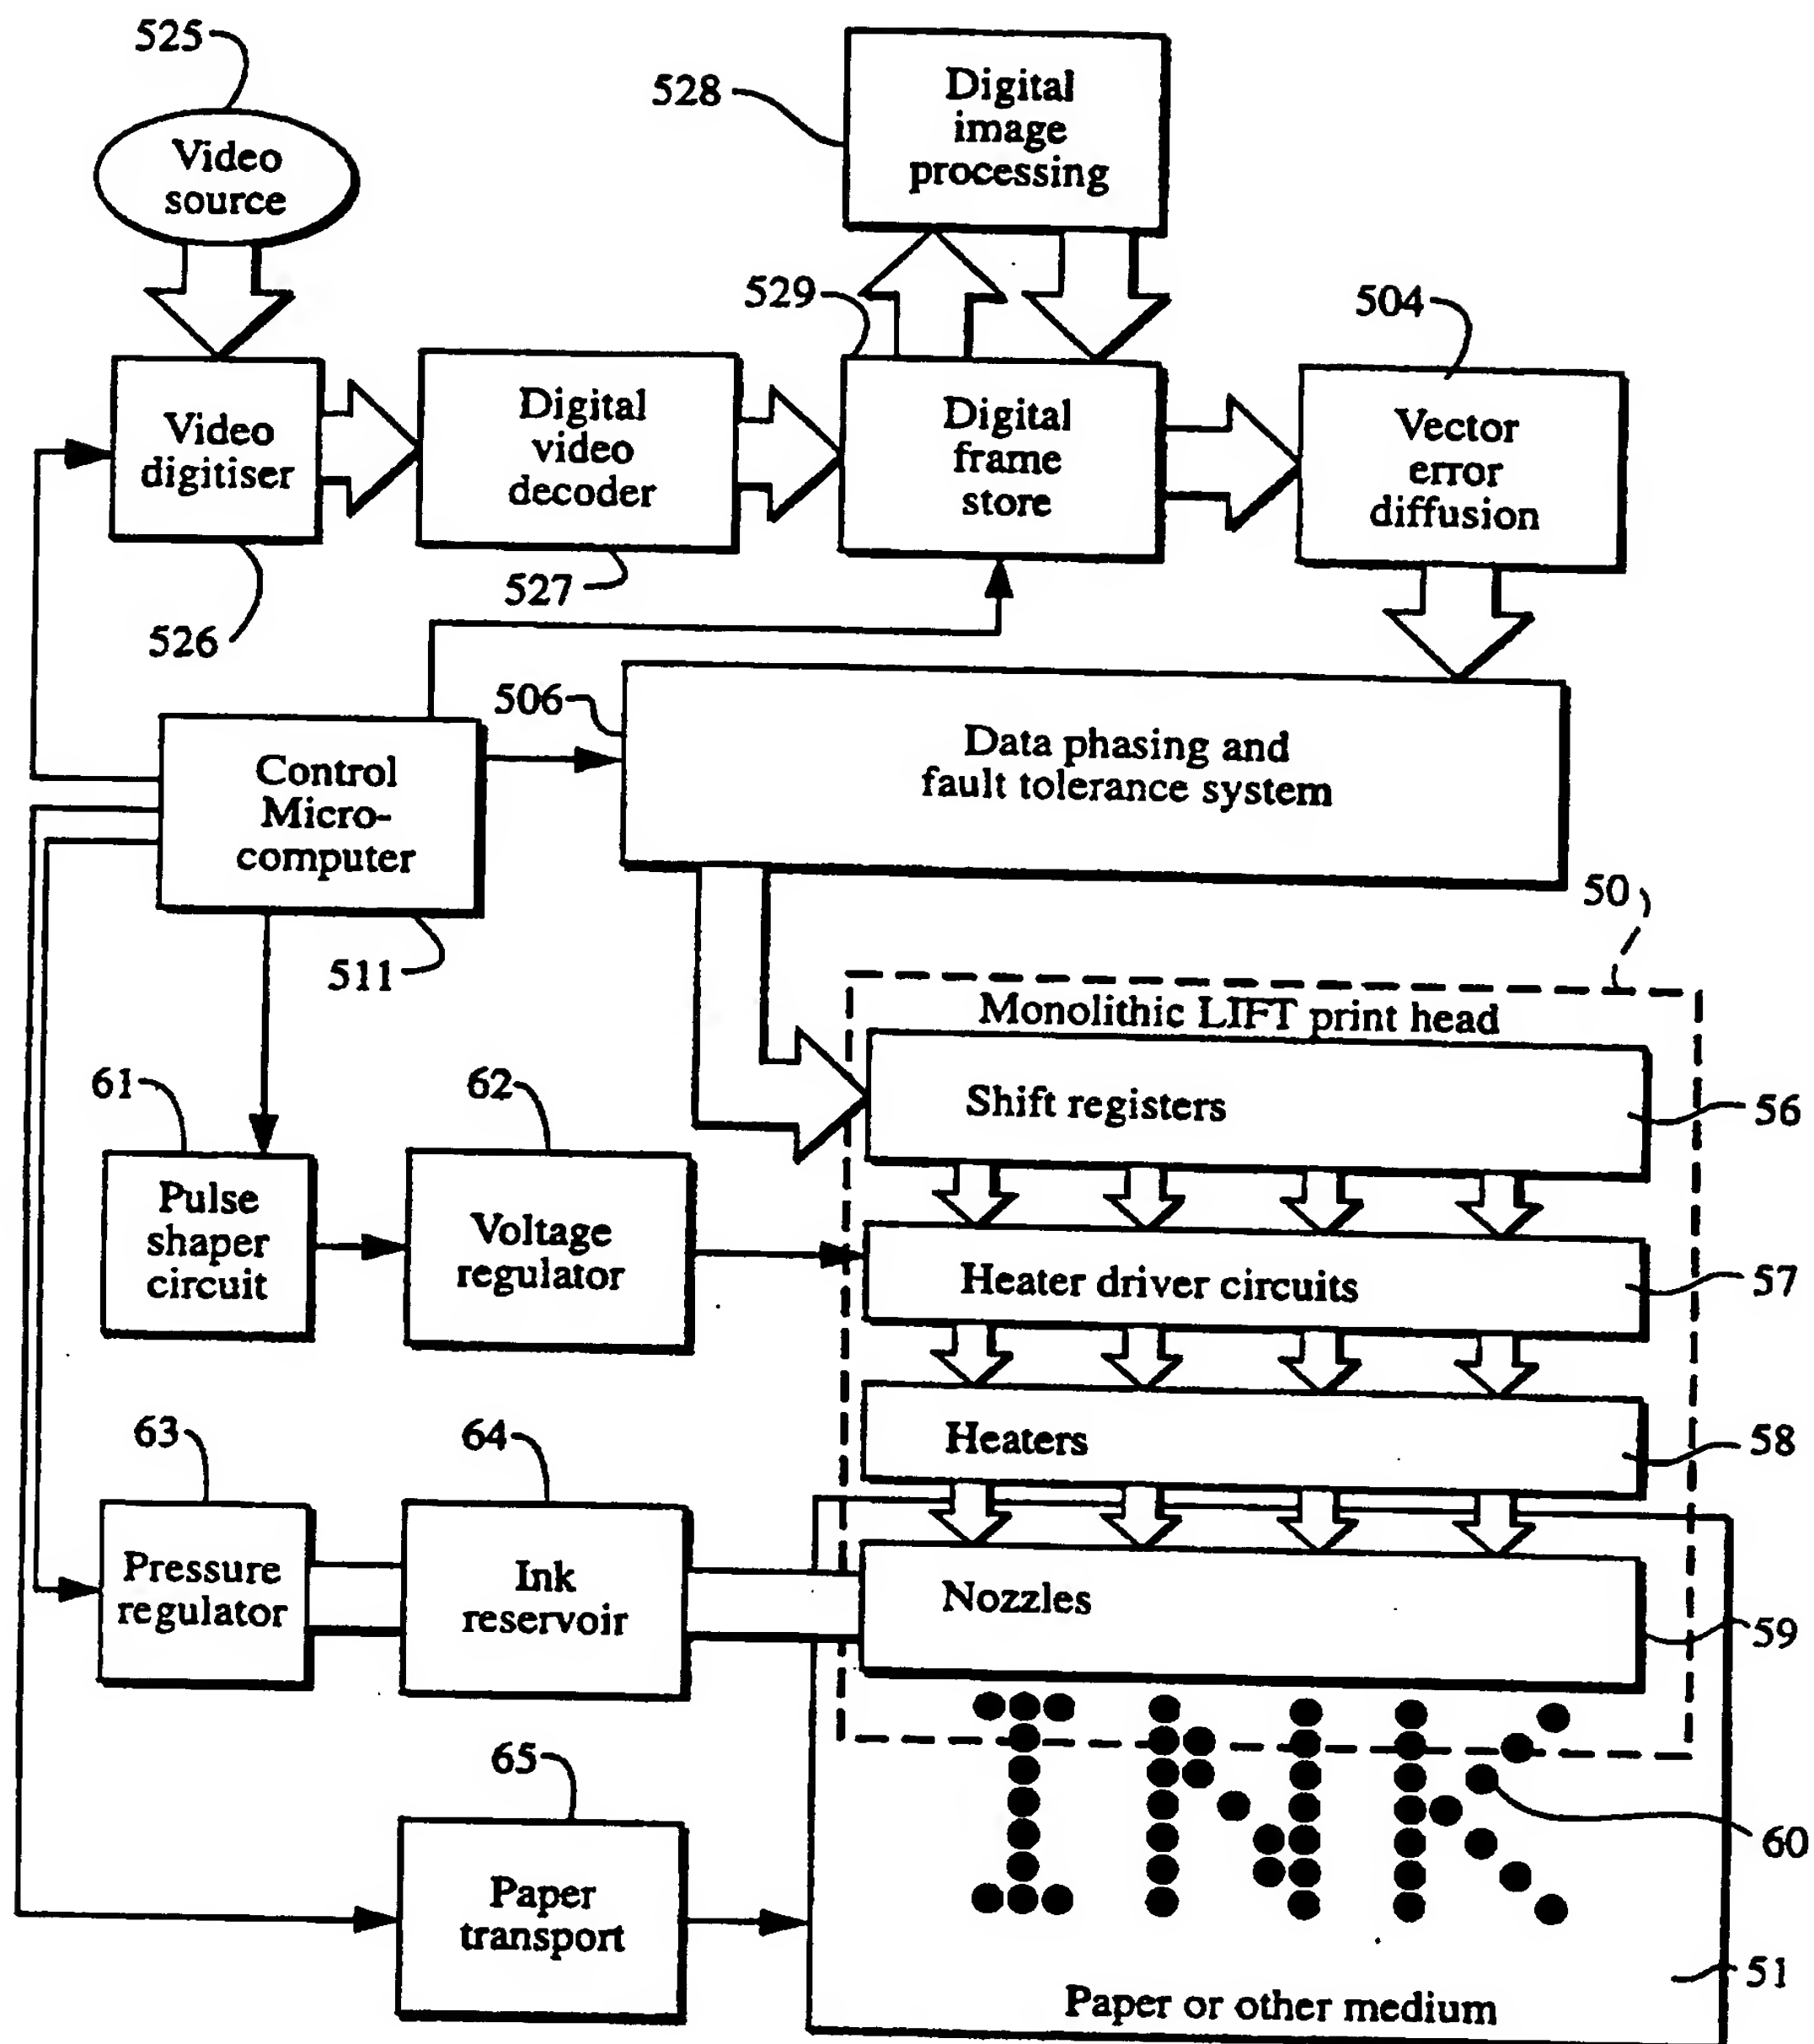 525
Video
source
528
Digital
image
processing
529
504
Video
digitiser
Digital
video
decoder
Digital
frame
store
Vector
error
diffusion
526
527
506
Control
Micro-
computer
Data phasing and
fault tolerance system
511
50
Monolithic LIFT print head
61
62
Shift registers
56
Pulse
shaper
circuit
Voltage
regulator
Heater driver circuits
57
63
64
Heaters
58
Pressure
regulator
Ink
reservoir
Nozzles
59
INK
65
60
Paper
transport
51
Paper or other medium